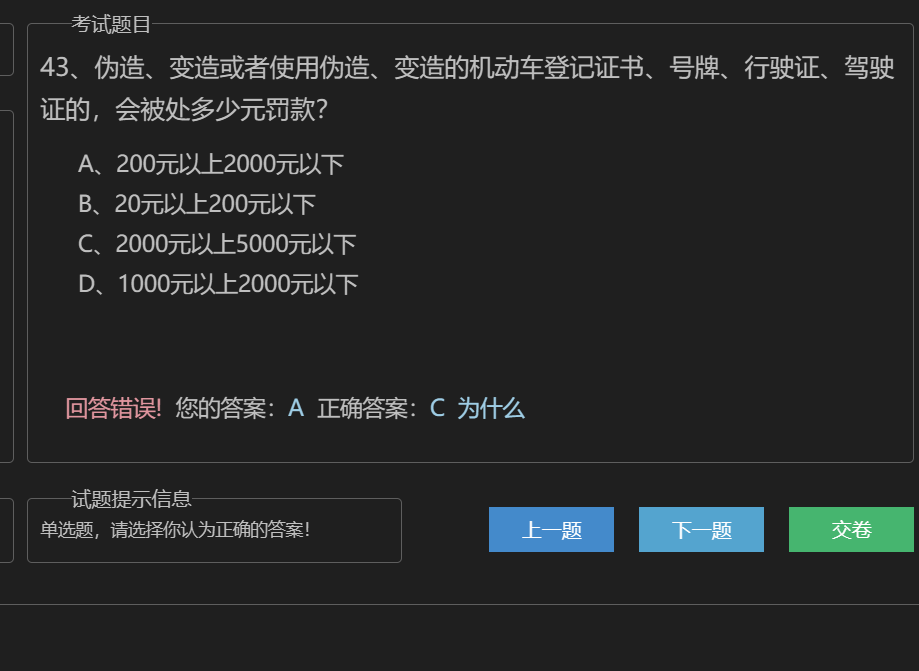 考试题目
43、伪造、变造或者使用伪造、变造的机动车登记证书、号牌、行驶证、驾驶
证的，会被处多少元罚款？
A、200元以上2000元以下
B、20元以上200元以下
C、2000元以上5000元以下
D、1000元以上2000元以下
回答错误! 您的答案：A 正确答案：C 为什么
试题提示信息
单选题，请选择你认为正确的答案!
上一题 下一题 交卷